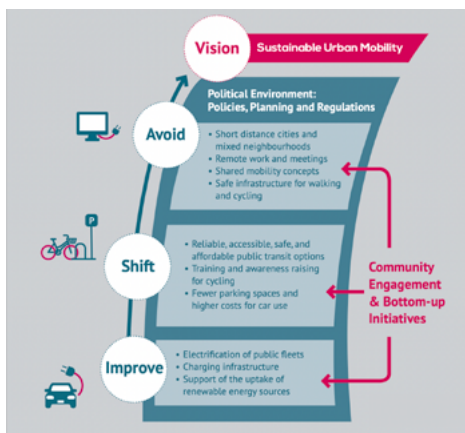 Vision
Sustainable Urban Mobility
Political Environment:
Policies, Planning and Regulations
Avoid
• Short distance cities and
mixed neighbourhoods
• Remote work and meetings
• Shared mobility concepts
• Safe infrastructure for walking
and cycling
P
Shift
• Reliable, accessible, safe, and
affordable public transit options
• Training and awareness raising
for cycling
• Fewer parking spaces and
higher costs for car use
Community
Engagement
& Bottom-up
Initiatives
Improve
• Electrification of public fleets
• Charging infrastructure
• Support of the uptake of
renewable energy sources